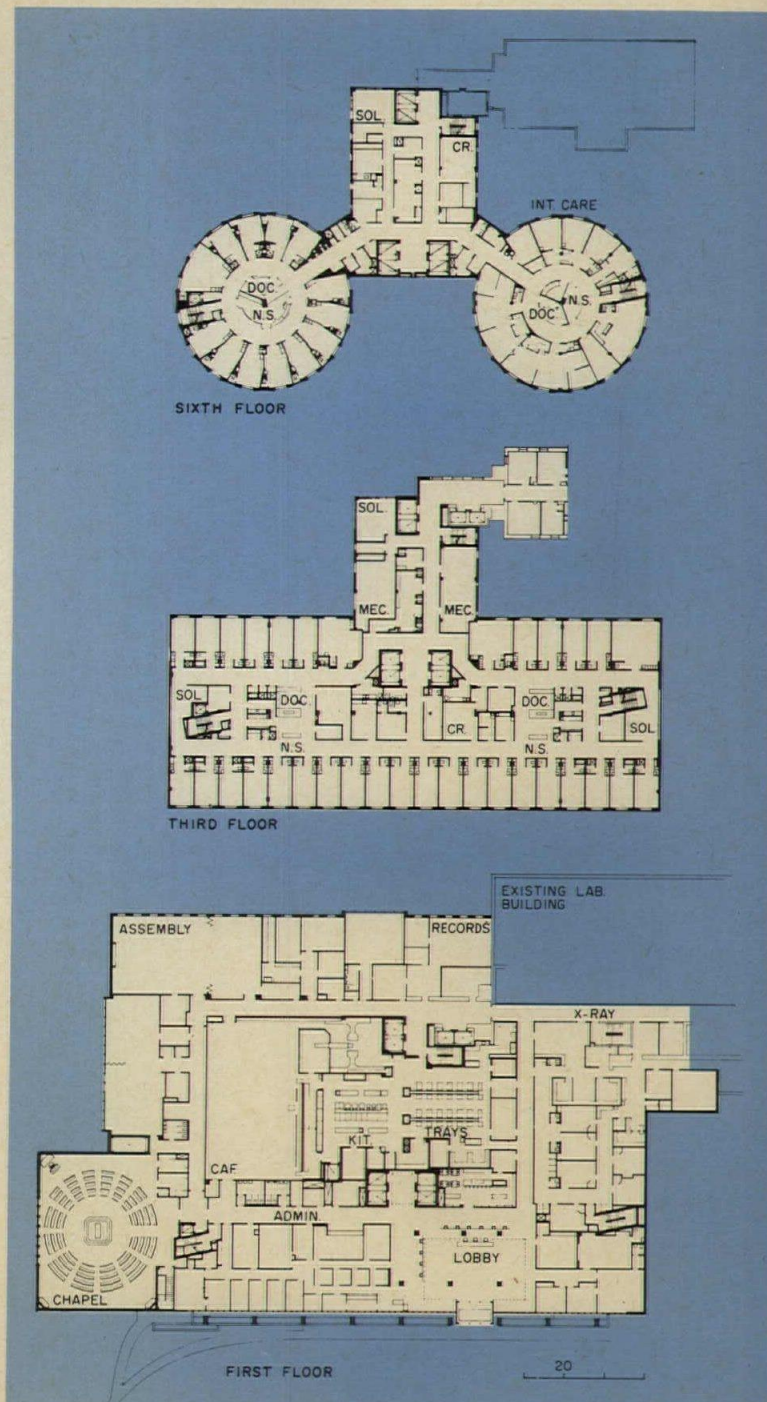 SOL.
CR.
INT. CARE
DOC.
N.S.
N.S.
DOC.
SIXTH FLOOR
SOL.
MEC.
MEC.
SOL.
DOC.
DOC.
CR.
SOL.
N.S.
N.S.
THIRD FLOOR
EXISTING LAB.
BUILDING
ASSEMBLY
RECORDS
X-RAY
KIT.
TRAYS
CAF.
ADMIN.
LOBBY
CHAPEL
FIRST FLOOR
20